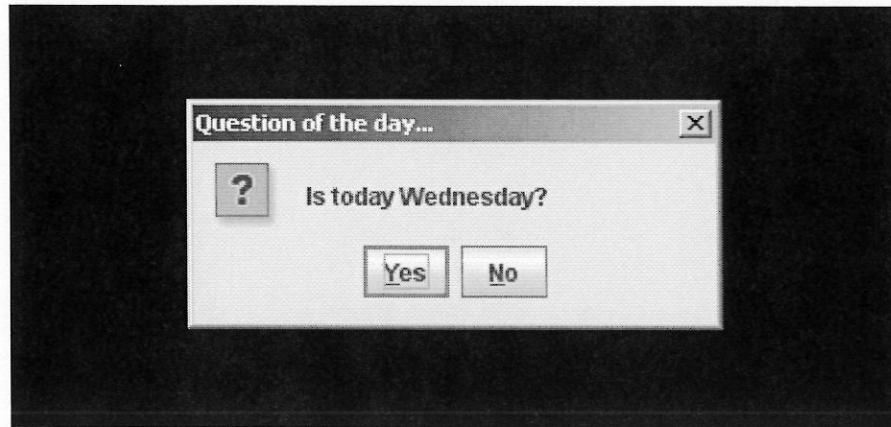 Question of the day...
?
Is today Wednesday?
Yes No